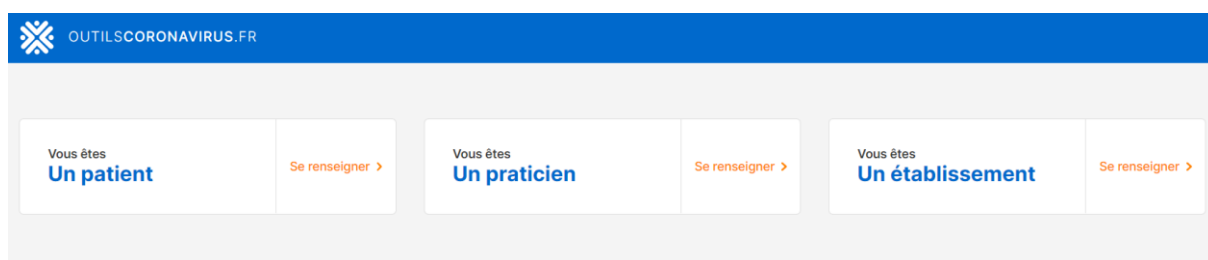 OUTILSCORONAVIRUS.FR
Vous êtes
Un patient
Se renseigner >
Vous êtes
Un praticien
Se renseigner >
Vous êtes
Un établissement
Se renseigner >